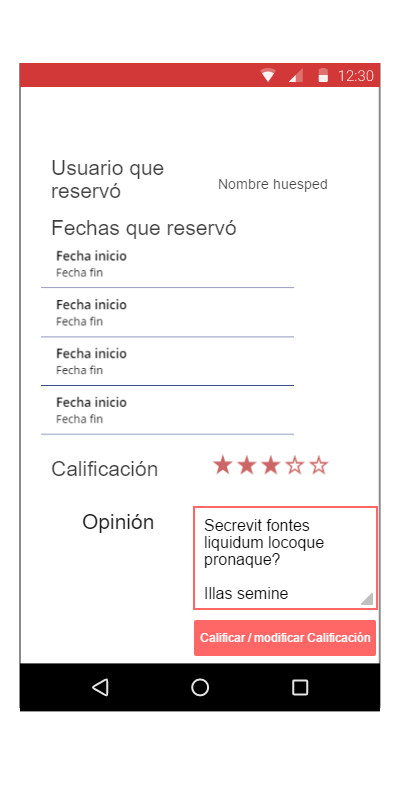 12:30
Usuario que
reservó
Nombre huesped
Fechas que reservó
Fecha inicio
Fecha fin
Fecha inicio
Fecha fin
Fecha inicio
Fecha fin
Fecha inicio
Fecha fin
Calificación
Opinión
Secrevit fontes
liquidum locoque
pronaque?
Illas semine
Calificar / modificar Calificación